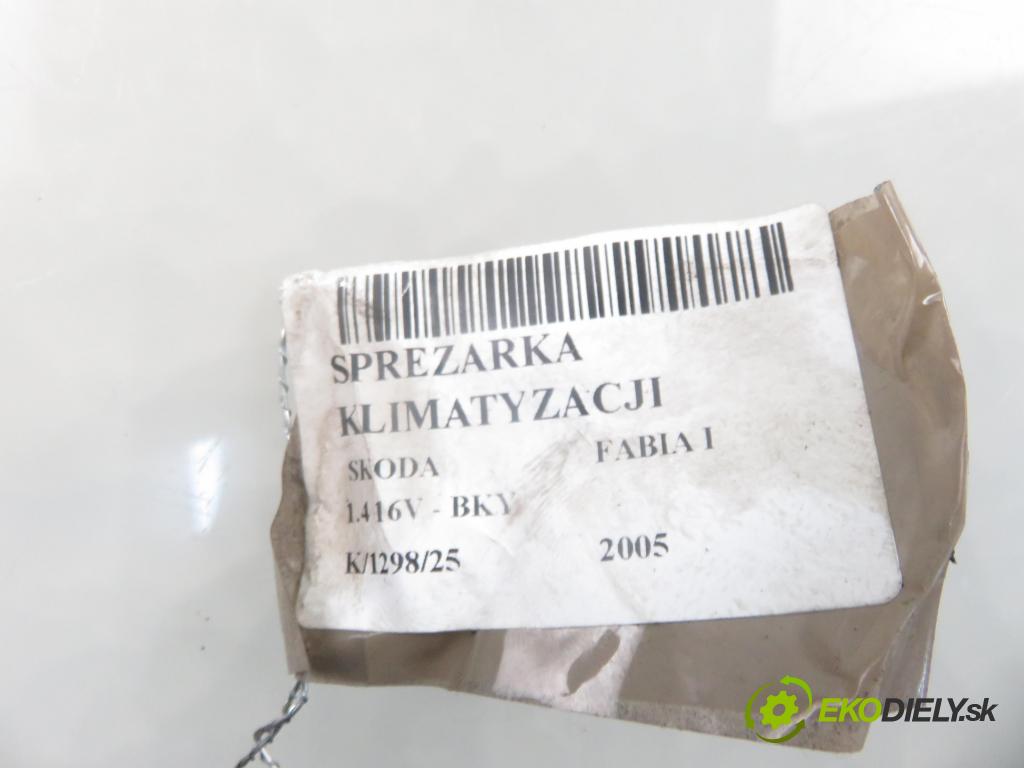 SPREZARKA
KLIMATYZACJI
SKODA FABIA I
1.416V - BKY
K/1298/25 2005
EKODIELY.sk